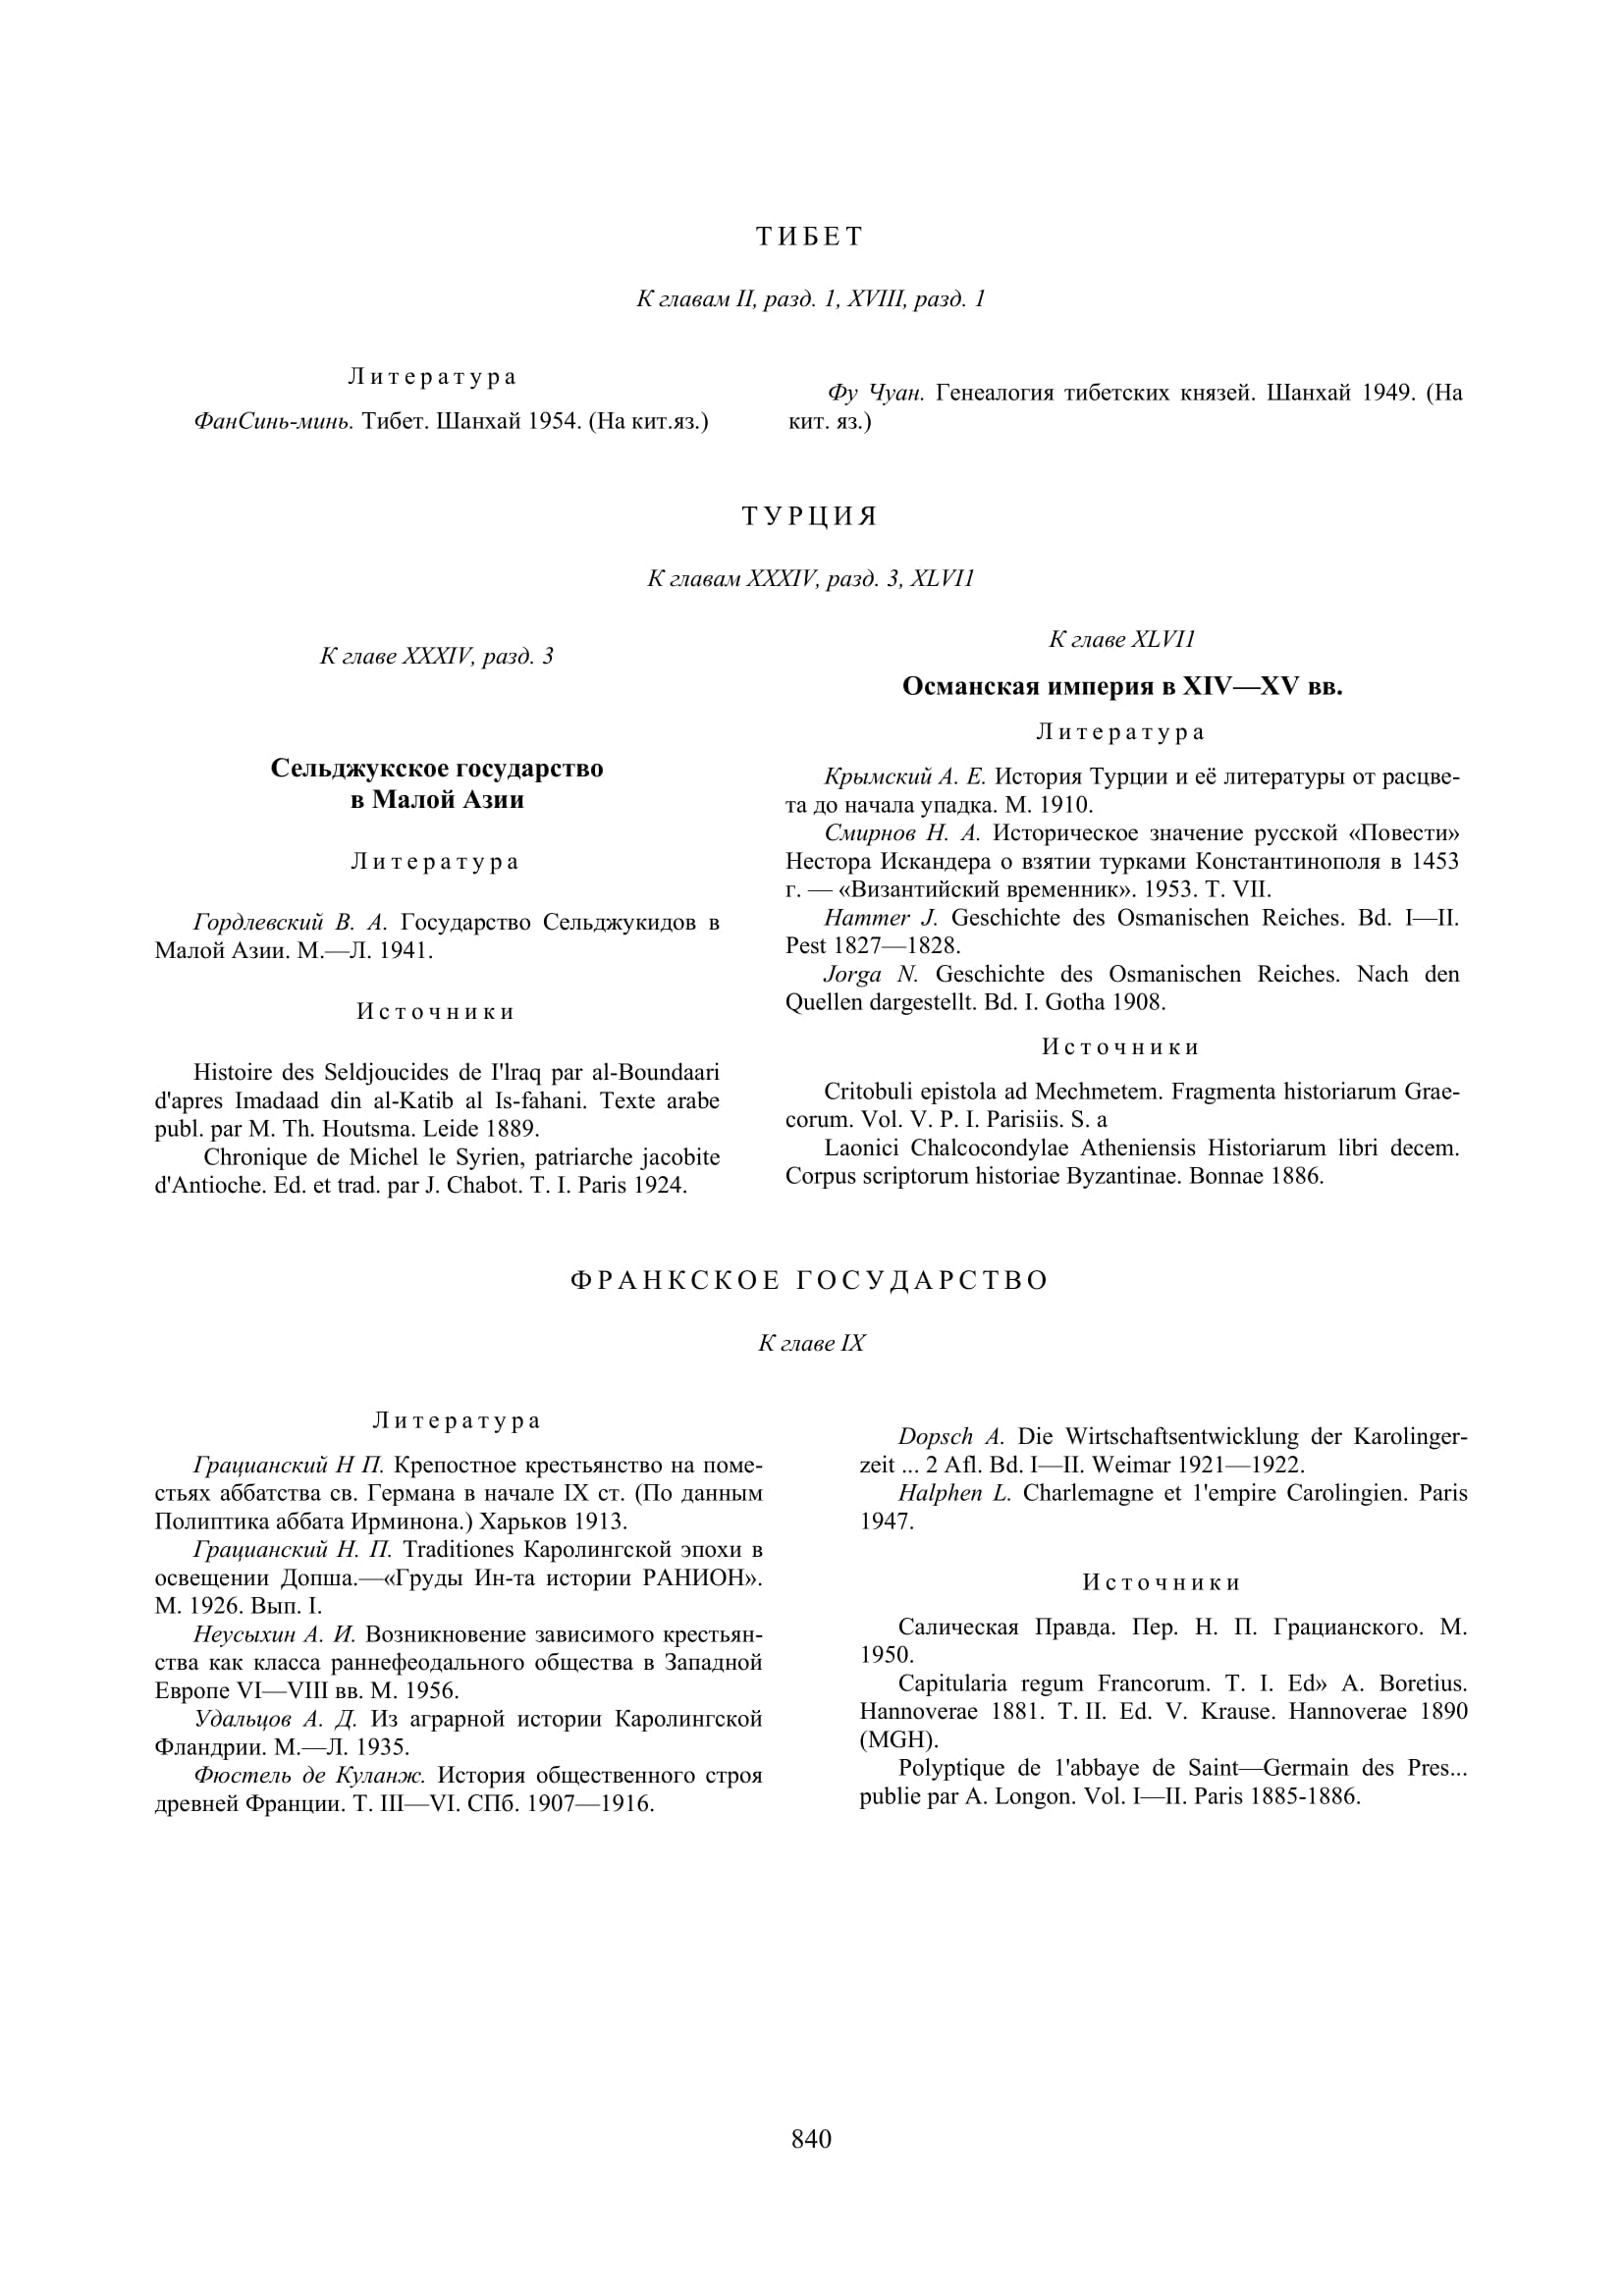 ТИБЕТ
К главам II, разд. 1, XVIII, разд. 1
Литература
ФанСинь-минь. Тибет. Шанхай 1954. (На кит.яз.)
Фу Чуан. Генеалогия тибетских князей. Шанхай 1949. (На
кит. яз.)
ТУРЦИЯ
К главам XXXIV, разд. 3, XLVI1
К главе XXXIV, разд. 3
Сельджукское государство
в Малой Азии
Литература
Гордлевский В. А. Государство Сельджукидов в
Малой Азии. М.—Л. 1941.
Источники
Histoire des Seldjoucides de I'lraq par al-Boundaari
d'apres Imadaad din al-Katib al Is-fahani. Texte arabe
publ. par M. Th. Houtsma. Leide 1889.
Chronique de Michel le Syrien, patriarche jacobite
d'Antioche. Ed. et trad. par J. Chabot. T. I. Paris 1924.
К главе XLVI1
Османская империя в XIV—XV вв.
Литература
Крымский А. Е. История Турции и её литературы от расцве-
та до начала упадка. М. 1910.
Смирнов Н. А. Историческое значение русской «Повести»
Нестора Искандера о взятии турками Константинополя в 1453
г. — «Византийский временник». 1953. Т. VII.
Hammer J. Geschichte des Osmanischen Reiches. Bd. I—II.
Pest 1827—1828.
Jorga N. Geschichte des Osmanischen Reiches. Nach den
Quellen dargestellt. Bd. I. Gotha 1908.
Источники
Critobuli epistola ad Mechmetem. Fragmenta historiarum Grae-
corum. Vol. V. P. I. Parisiis. S. a
Laonici Chalcocondylae Atheniensis Historiarum libri decem.
Corpus scriptorum historiae Byzantinae. Bonnae 1886.
ФРАНКСКОЕ ГОСУДАРСТВО
К главе IX
Литература
Грацианский Н П. Крепостное крестьянство на поме-
стьях аббатства св. Германа в начале IX ст. (По данным
Полиптика аббата Ирминона.) Харьков 1913.
Грацианский Н. П. Traditiones Каролингской эпохи в
освещении Допша.—«Груды Ин-та истории РАНИОН».
М. 1926. Вып. I.
Неусыхин А. И. Возникновение зависимого крестьян-
ства как класса раннефеодального общества в Западной
Европе VI—VIII вв. М. 1956.
Удальцов А. Д. Из аграрной истории Каролингской
Фландрии. М.—Л. 1935.
Фюстель де Куланж. История общественного строя
древней Франции. Т. III—VI. СПб. 1907—1916.
Dopsch A. Die Wirtschaftsentwicklung der Karolinger-
zeit ... 2 Afl. Bd. I—II. Weimar 1921—1922.
Halphen L. Charlemagne et 1'empire Carolingien. Paris
1947.
Источники
Салическая Правда. Пер. Н. П. Грацианского. М.
1950.
Capitularia regum Francorum. T. I. Ed» A. Boretius.
Hannoverae 1881. T. II. Ed. V. Krause. Hannoverae 1890
(MGH).
Polyptique de 1'abbaye de Saint—Germain des Pres...
publie par A. Longon. Vol. I—II. Paris 1885-1886.
840